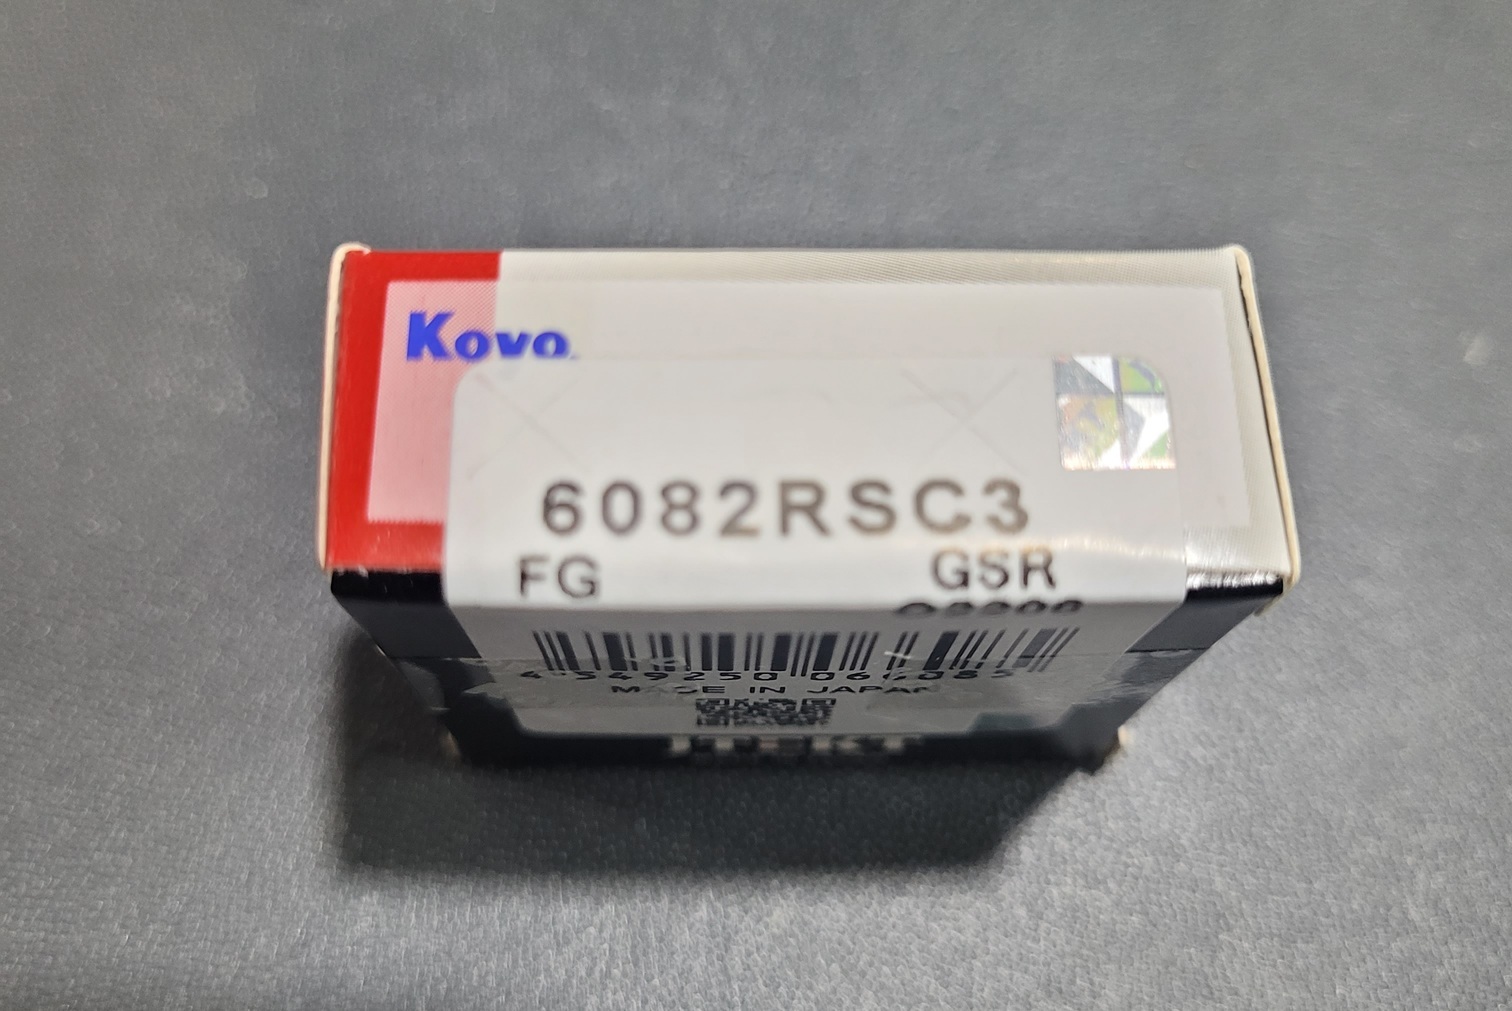 Koyo
6082RSC3
FG GSR
MADE IN JAPAN